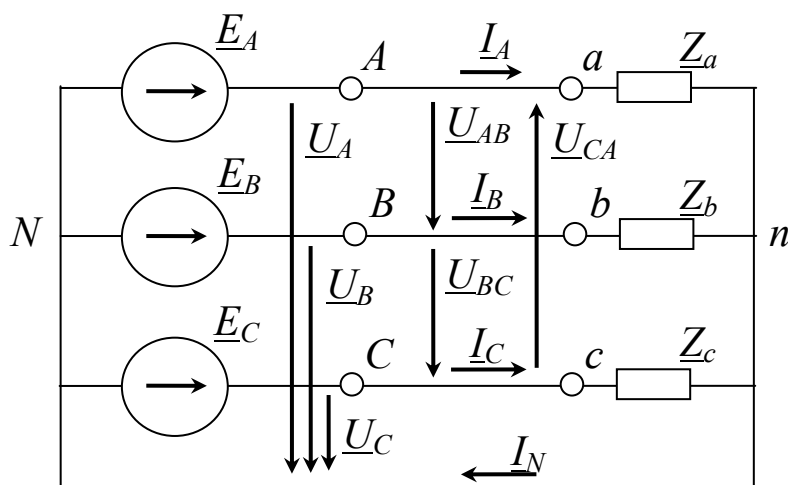 E_A I_A
A a Z_a
U_A U_AB U_CA
E_B I_B
N B b Z_b n
U_B U_BC
E_C I_C
C c Z_c
U_C I_N